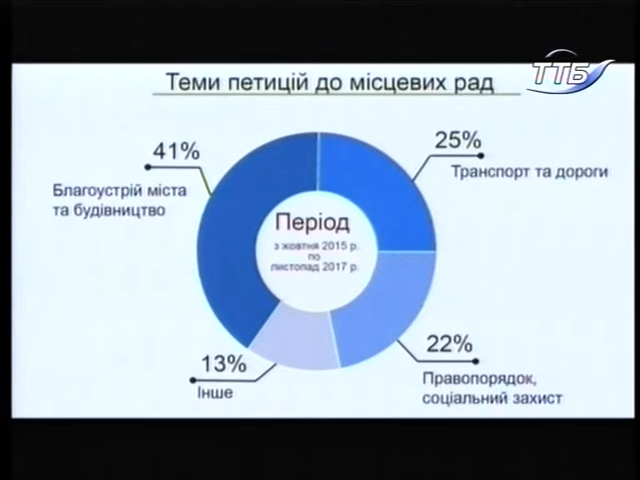 ТТБ
Теми петицій до місцевих рад
41%
Благоустрій міста
та будівництво
25%
Транспорт та дороги
Період
з жовтня 2015 р.
по
листопад 2017 р.
13%
Інше
22%
Правопорядок,
соціальний захист